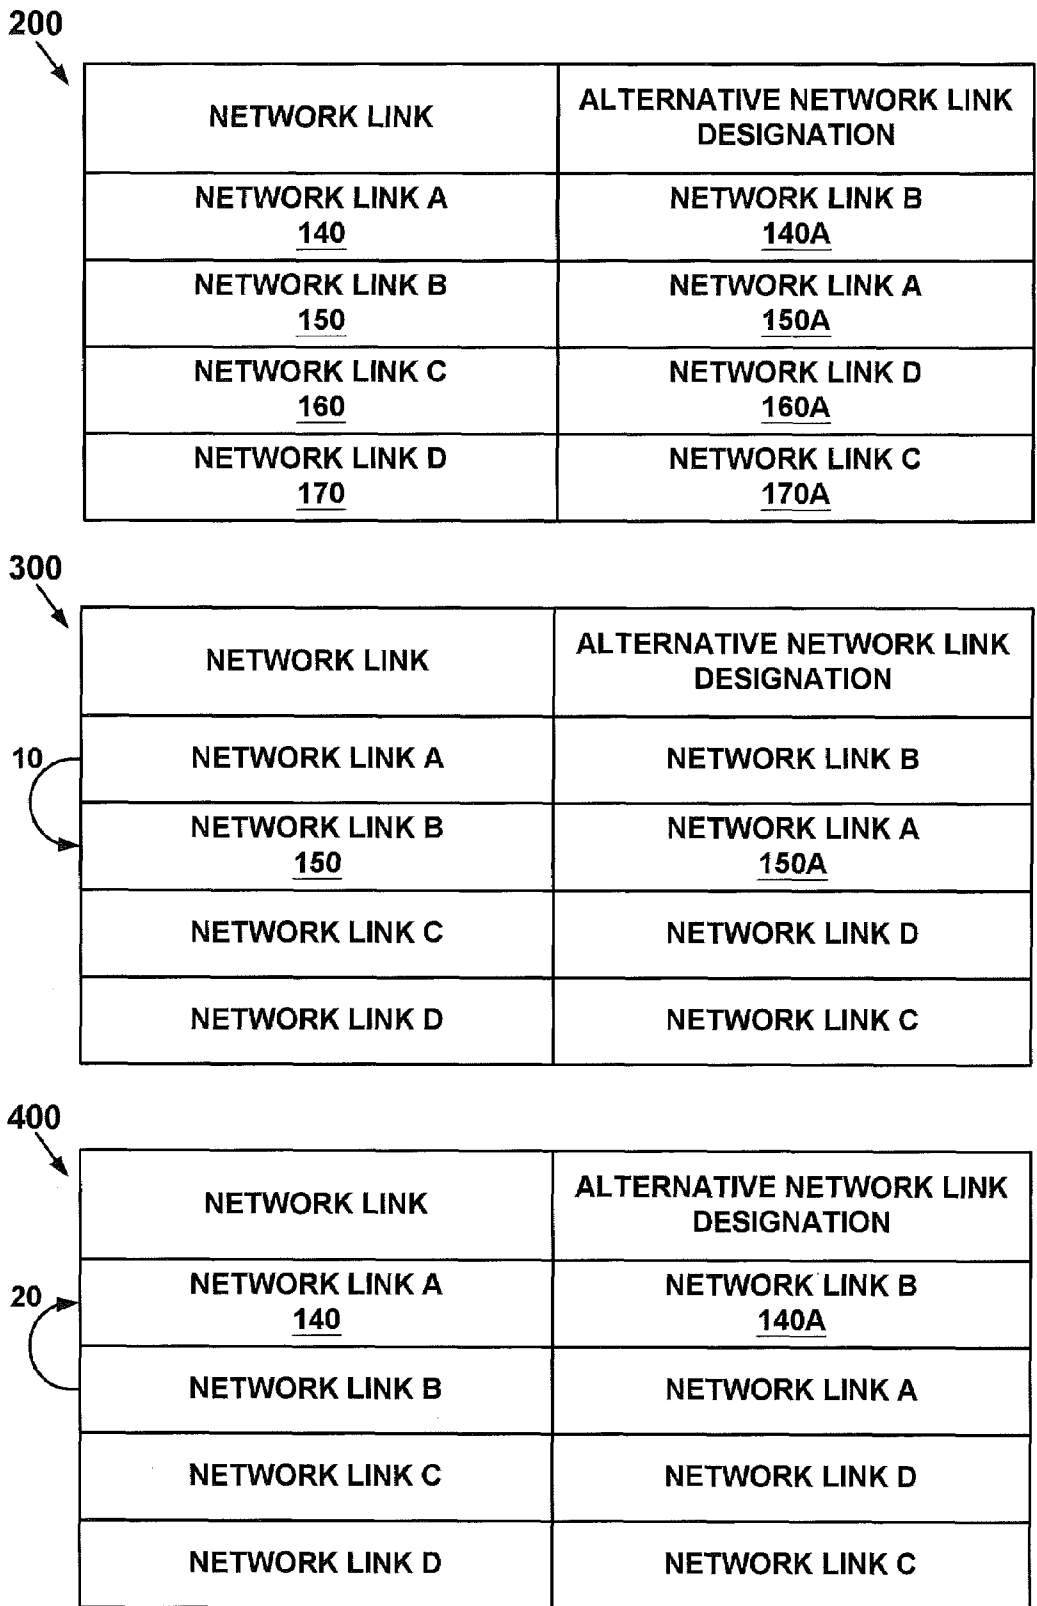 200
NETWORK LINK
ALTERNATIVE NETWORK LINK
DESIGNATION
NETWORK LINK A
140
NETWORK LINK B
140A
NETWORK LINK B
150
NETWORK LINK A
150A
NETWORK LINK C
160
NETWORK LINK D
160A
NETWORK LINK D
170
NETWORK LINK C
170A
300
NETWORK LINK
ALTERNATIVE NETWORK LINK
DESIGNATION
10
NETWORK LINK A
NETWORK LINK B
NETWORK LINK B
150
NETWORK LINK A
150A
NETWORK LINK C
NETWORK LINK D
NETWORK LINK D
NETWORK LINK C
400
NETWORK LINK
ALTERNATIVE NETWORK LINK
DESIGNATION
20
NETWORK LINK A
140
NETWORK LINK B
140A
NETWORK LINK B
NETWORK LINK A
NETWORK LINK C
NETWORK LINK D
NETWORK LINK D
NETWORK LINK C